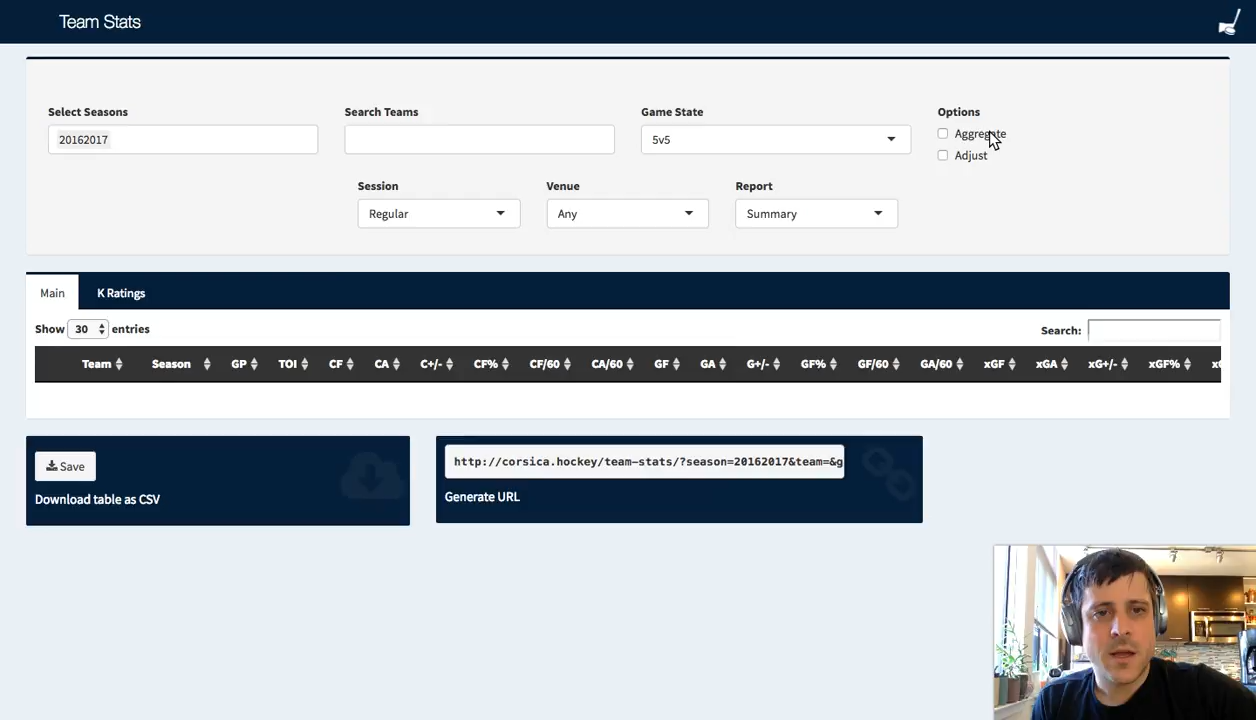 Team Stats
Select Seasons
Search Teams
Game State
Options
20162017
5v5
Aggregate
Adjust
Session
Venue
Report
Regular
Any
Summary
Main
K Ratings
Show 30 entries
Search:
Team Season GP TOI CF CA C+/- CF% CF/60 CA/60 GF GA G+/- GF% GF/60 GA/60 xGF xGA xG+/- xGF%
Save
Download table as CSV
http://corsica.hockey/team-stats/?season=20162017&team=&g
Generate URL